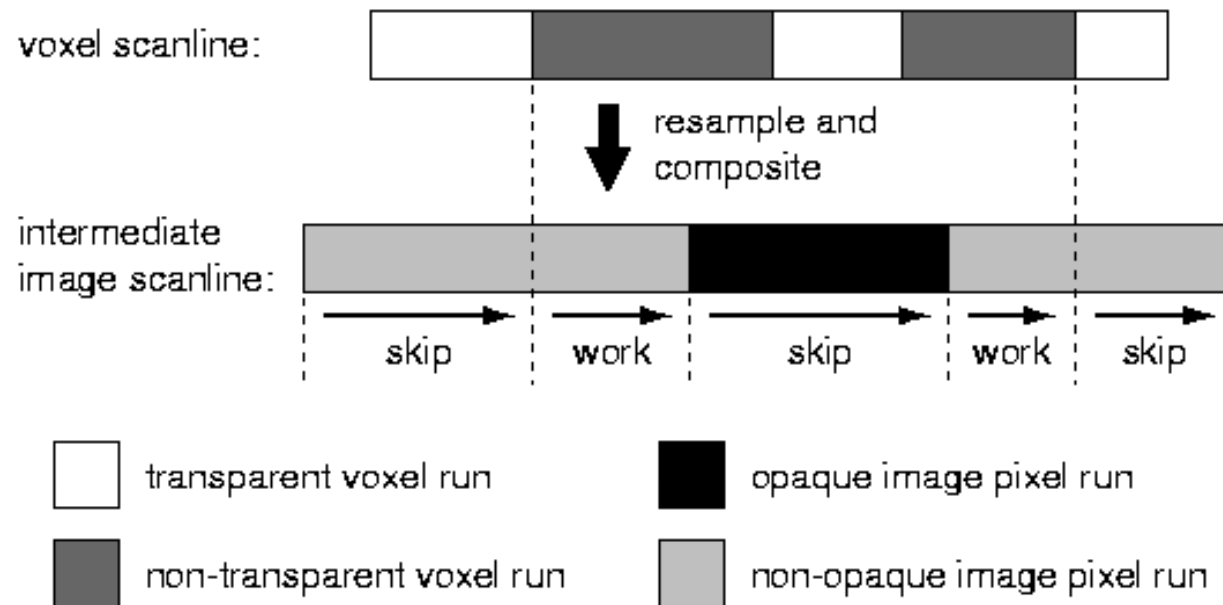 voxel scanline:
resample and
composite
intermediate
image scanline:
skip
work
skip
work
skip
transparent voxel run
opaque image pixel run
non-transparent voxel run
non-opaque image pixel run